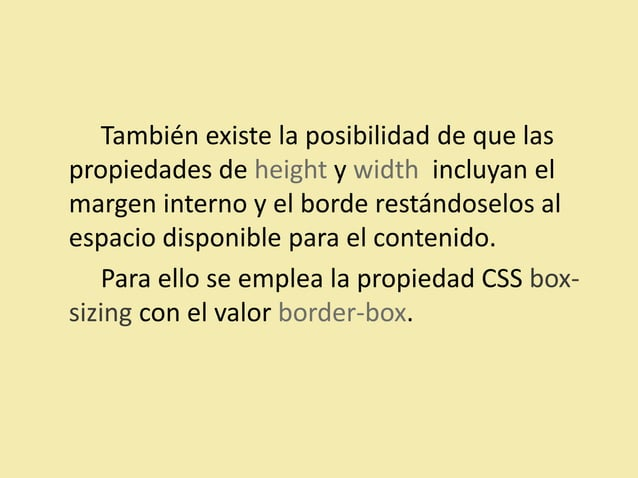 También existe la posibilidad de que las
propiedades de height y width incluyan el
margen interno y el borde restándoselos al
espacio disponible para el contenido.
Para ello se emplea la propiedad CSS box-
sizing con el valor border-box.